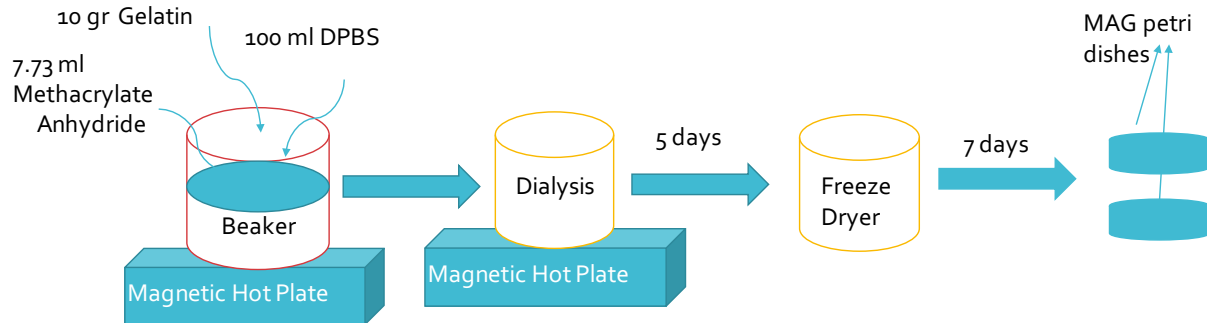 10 gr Gelatin
100 ml DPBS
7.73 ml
Methacrylate
Anhydride
Beaker
Magnetic Hot Plate
Dialysis
Magnetic Hot Plate
5 days
Freeze
Dryer
7 days
MAG petri
dishes